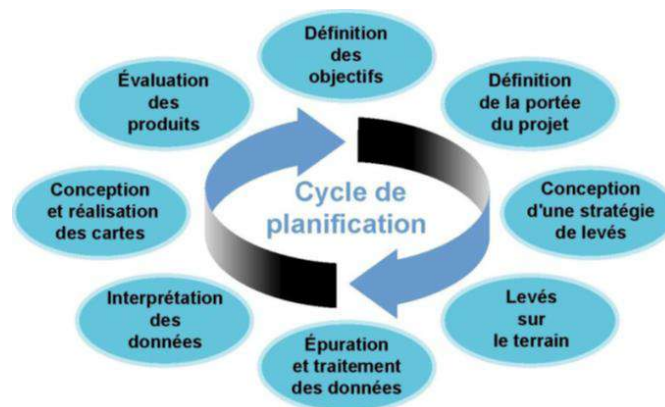 Définition
des
objectifs
Définition
de la portée
du projet
Conception
d'une stratégie
de levés
Levés
sur
le terrain
Épuration
et traitement
des données
Interprétation
des
données
Conception
et réalisation
des cartes
Évaluation
des
produits
Cycle de
planification